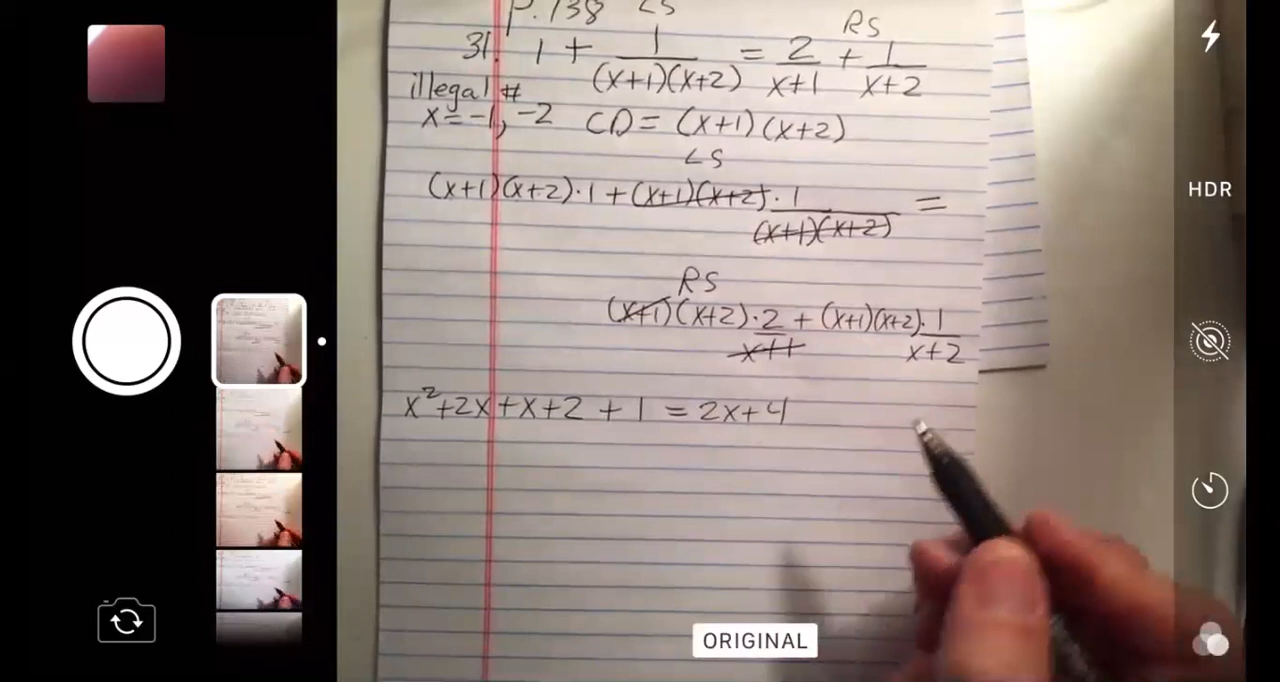 p. 138 LS
RS
31. 1 + 1/((x+1)(x+2)) = 2/(x+1) + 1/(x+2)
illegal #
x = -1, -2 CD = (x+1)(x+2)
LS
(x+1)(x+2)·1 + (x+1)(x+2)·1/((x+1)(x+2)) =
RS
(x+1)(x+2)·2/(x+1) + (x+1)(x+2)·1/(x+2)
x²+2x+x+2 + 1 = 2x+4
HDR
ORIGINAL